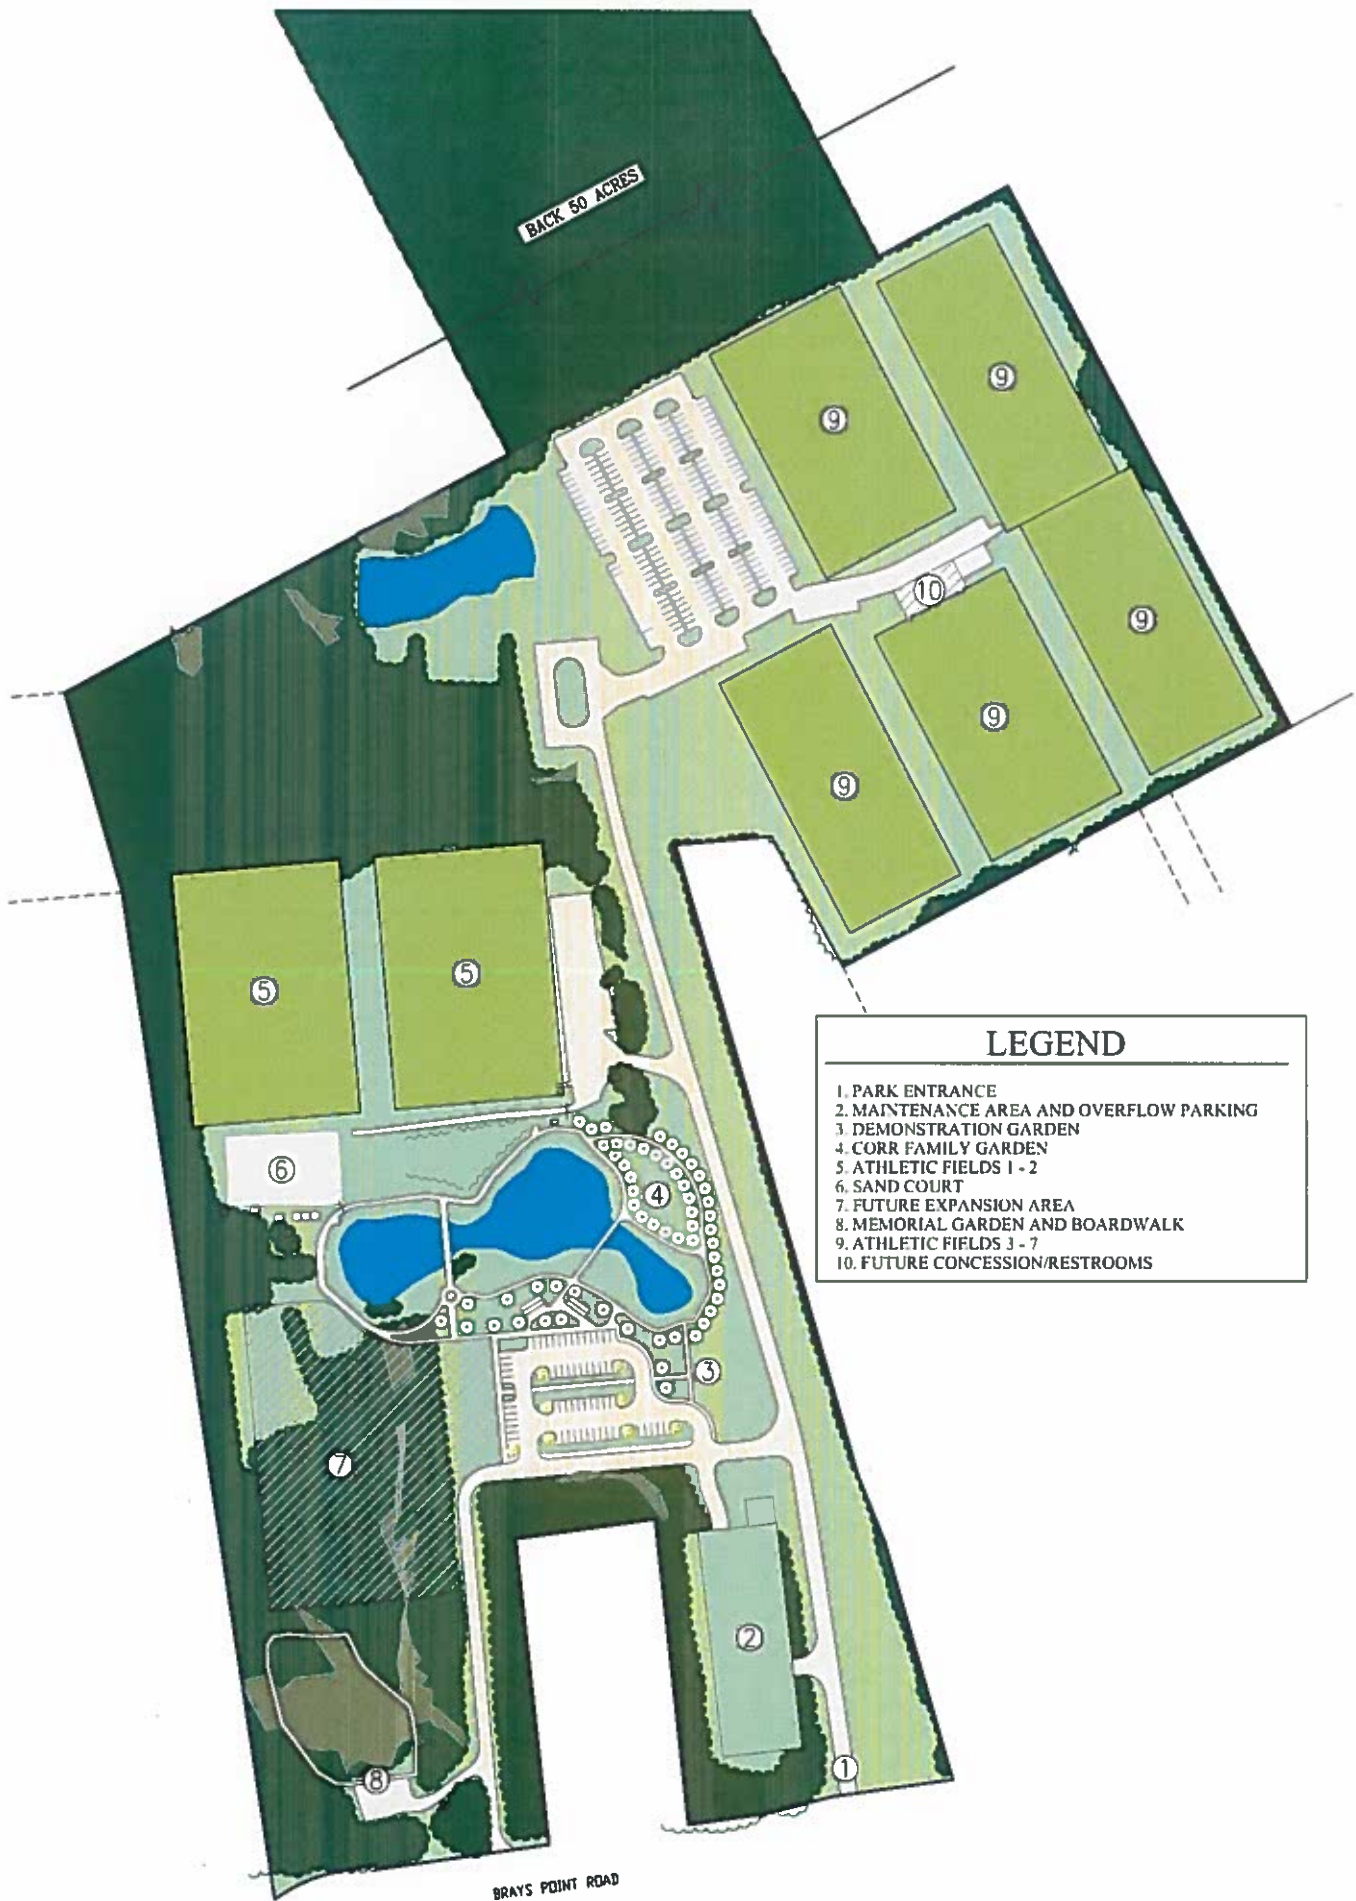 BACK 50 ACRES
9
9
9
10
9
9
9
5
5
LEGEND
1. PARK ENTRANCE
2. MAINTENANCE AREA AND OVERFLOW PARKING
3. DEMONSTRATION GARDEN
4. CORR FAMILY GARDEN
5. ATHLETIC FIELDS 1 - 2
6. SAND COURT
7. FUTURE EXPANSION AREA
8. MEMORIAL GARDEN AND BOARDWALK
9. ATHLETIC FIELDS 3 - 7
10. FUTURE CONCESSION/RESTROOMS
6
4
3
7
2
1
8
BRAYS POINT ROAD